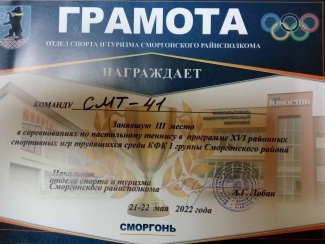 ГРАМОТА
ОТДЕЛ СПОРТА И ТУРИЗМА СМОРГОНСКОГО РАЙИСПОЛКОМА
НАГРАЖДАЕТ
КОМАНДУ СМТ-41
Занявшую III место
в соревнованиях по настольному теннису в программе XVI районных
спортивных игр трудящихся среди КФК I группы Сморгонского района
Начальник
отдела спорта и туризма
Сморгонского райисполкома
А.Г. Лабан
21-22 мая 2022 года
СМОРГОНЬ